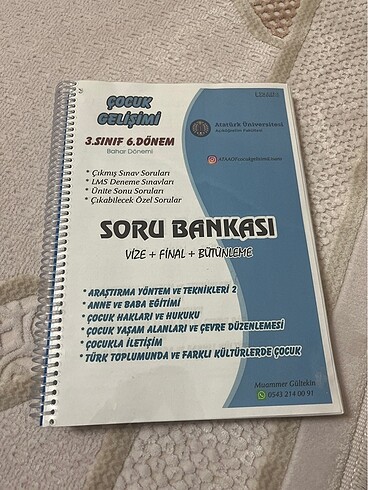 ÇOCUK
GELİŞİMİ
3.SINIF 6.DÖNEM
Bahar Dönemi
Atatürk Üniversitesi
Açıköğretim Fakültesi
* Çıkmış Sınav Soruları
* LMS Deneme Sınavları
* Ünite Sonu Soruları
* Çıkabilecek Özel Sorular
SORU BANKASI
VİZE + FİNAL + BÜTÜNLEME
* ARAŞTIRMA YÖNTEM VE TEKNİKLERİ 2
* ANNE VE BABA EĞİTİMİ
* ÇOCUK HAKLARI VE HUKUKU
* ÇOCUK YAŞAM ALANLARI VE ÇEVRE DÜZENLEMESİ
* ÇOCUKLA İLETİŞİM
* TÜRK TOPLUMUNDA VE FARKLI KÜLTÜRLERDE ÇOCUK
Muammer Gültekin
0543 214 00 91